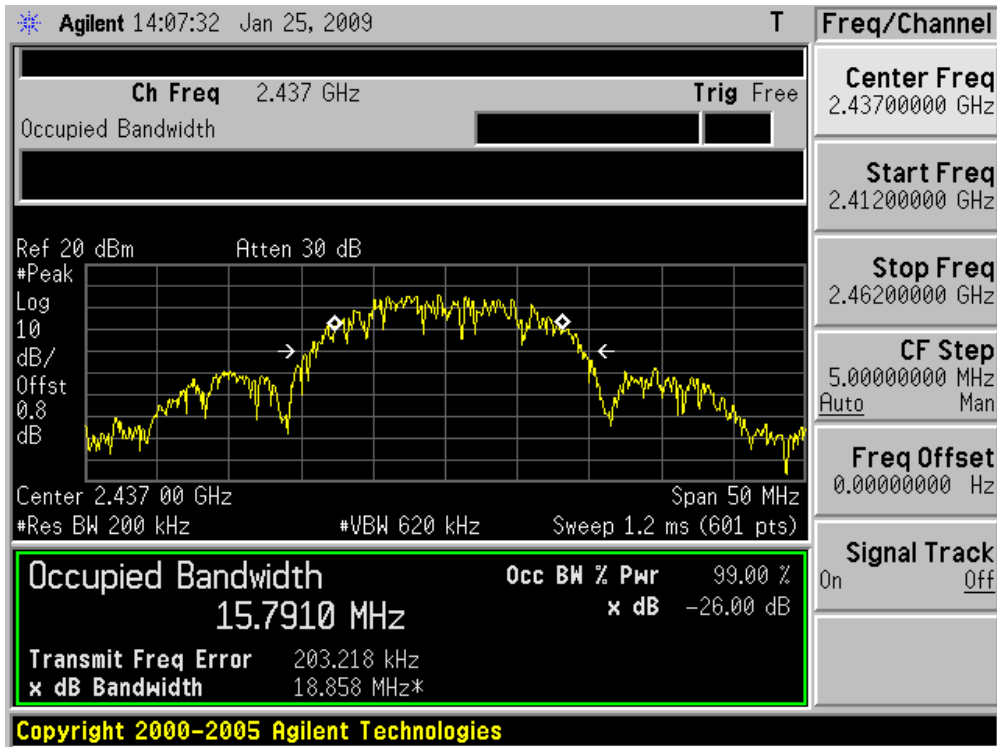 Agilent 14:07:32 Jan 25, 2009 T
Freq/Channel
Ch Freq 2.437 GHz Trig Free
Occupied Bandwidth
Center Freq
2.43700000 GHz
Start Freq
2.41200000 GHz
Stop Freq
2.46200000 GHz
CF Step
5.00000000 MHz
Auto Man
Freq Offset
0.00000000 Hz
Signal Track
On Off
Ref 20 dBm Atten 30 dB
#Peak
Log
10
dB/
Offst
0.8
dB
Center 2.437 00 GHz Span 50 MHz
#Res BW 200 kHz #VBW 620 kHz Sweep 1.2 ms (601 pts)
Occupied Bandwidth
15.7910 MHz
Occ BW % Pwr 99.00 %
x dB -26.00 dB
Transmit Freq Error 203.218 kHz
x dB Bandwidth 18.858 MHz*
Copyright 2000-2005 Agilent Technologies